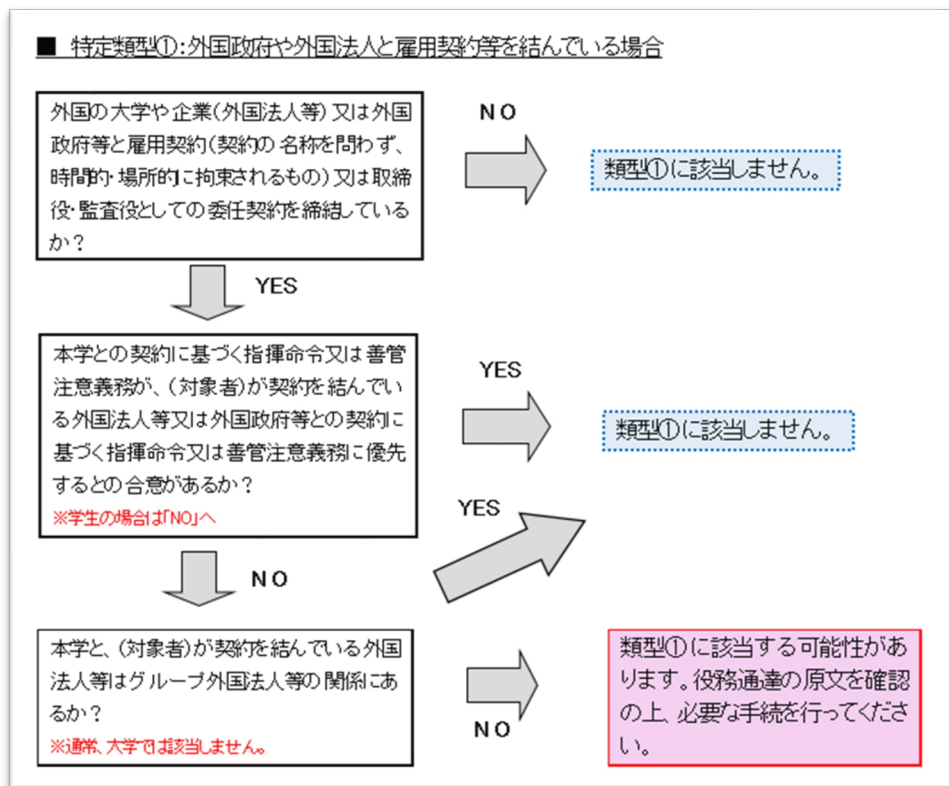 ■ 特定類型①:外国政府や外国法人と雇用契約等を結んでいる場合
外国の大学や企業(外国法人等)又は外国
政府等と雇用契約(契約の名称を問わず、
時間的・場所的に拘束されるもの)又は取締
役・監査役としての委任契約を締結している
か?
NO
類型①に該当しません。
YES
本学との契約に基づく指揮命令又は善管
注意義務が、(対象者)が契約を結んでい
る外国法人等又は外国政府等との契約に
基づく指揮命令又は善管注意義務に優先
するとの合意があるか?
※学生の場合は「NO」へ
YES
類型①に該当しません。
YES
NO
本学と、(対象者)が契約を結んでいる外国
法人等はグループ外国法人等の関係にあ
るか?
※通常、大学では該当しません。
NO
類型①に該当する可能性があ
ります。役務通達の原文を確認
の上、必要な手続を行ってくださ
い。